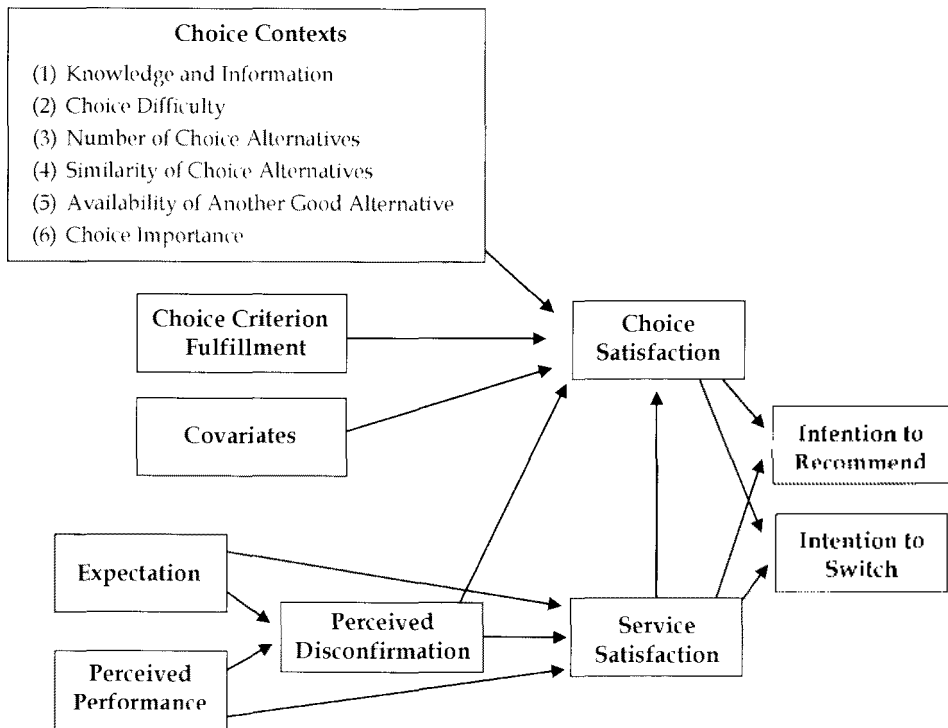 Choice Contexts
(1) Knowledge and Information
(2) Choice Difficulty
(3) Number of Choice Alternatives
(4) Similarity of Choice Alternatives
(5) Availability of Another Good Alternative
(6) Choice Importance
Choice Criterion
Fulfillment
Choice
Satisfaction
Covariates
Intention to
Recommend
Intention to
Switch
Expectation
Perceived
Disconfirmation
Service
Satisfaction
Perceived
Performance